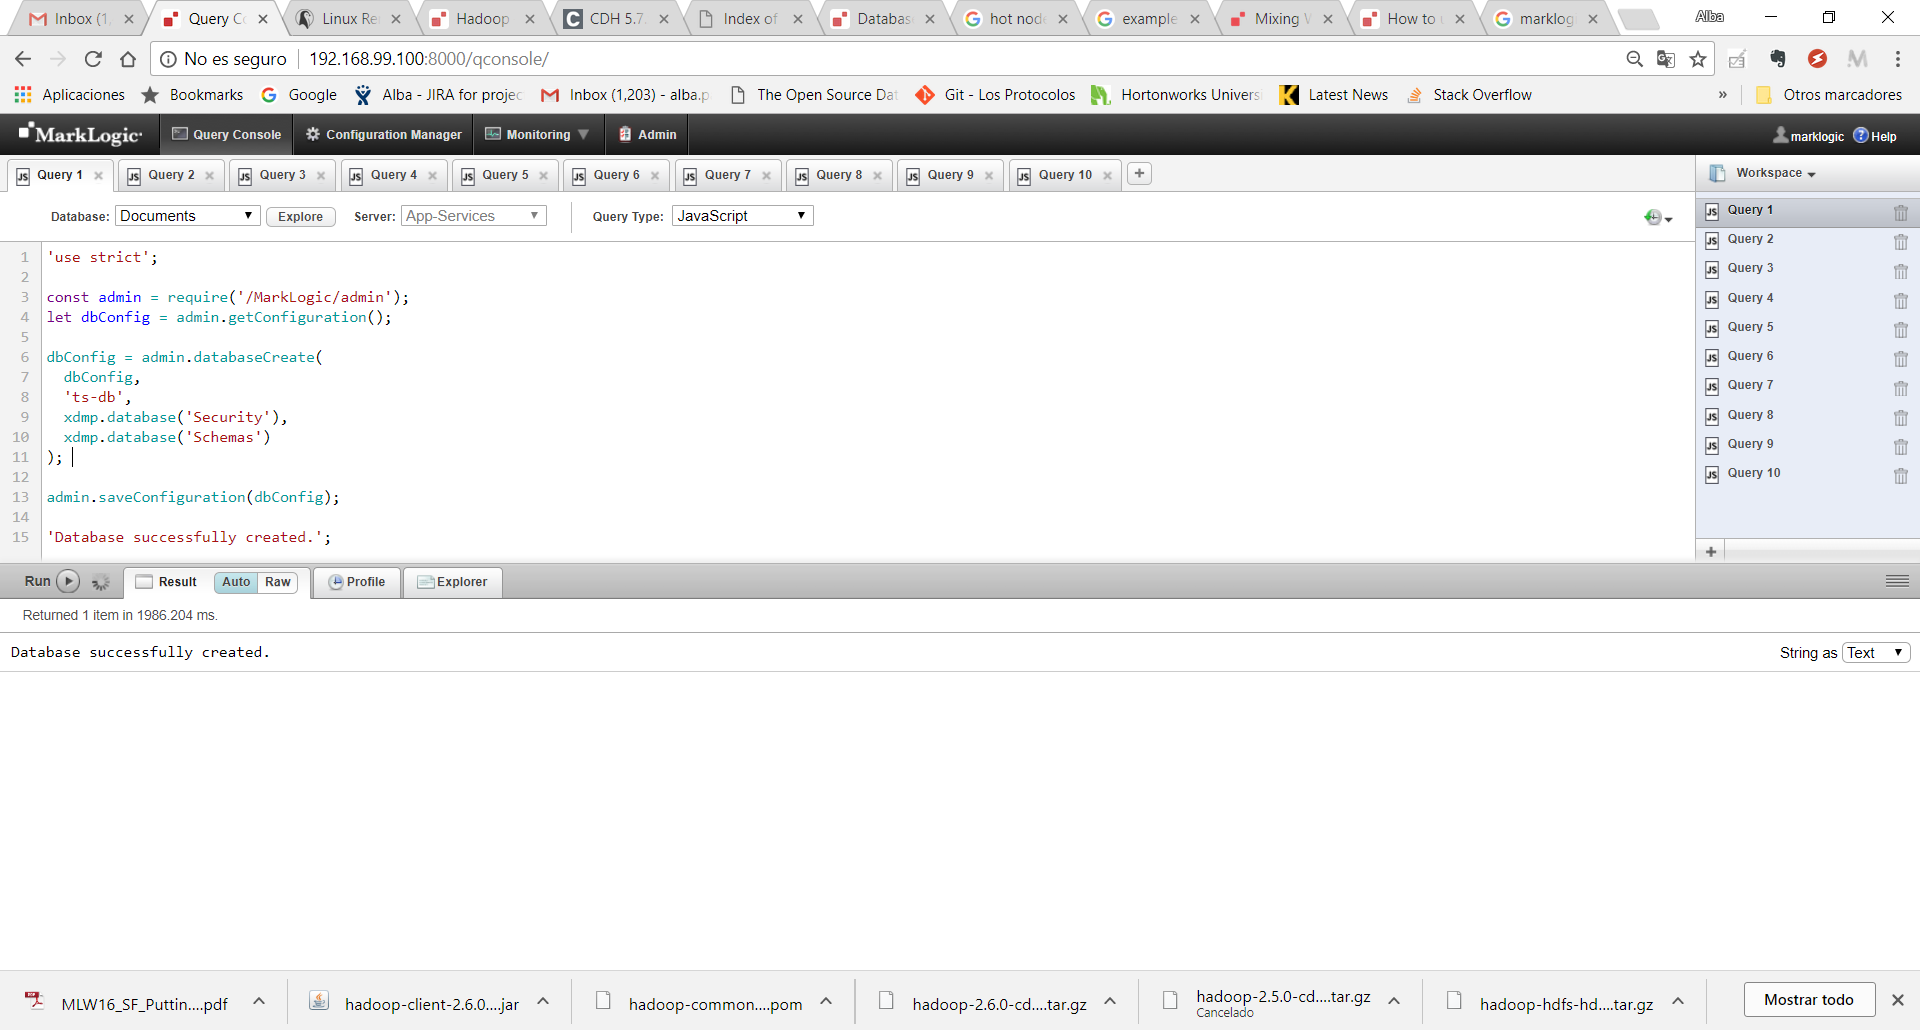 Inbox (1,
Query Co
Linux Re
Hadoop
CDH 5.7.
Index of
Databas
hot node
example
Mixing V
How to
marklog
Alba
No es seguro
192.168.99.100:8000/qconsole/
Aplicaciones
Bookmarks
Google
Alba - JIRA for projec
Inbox (1,203) - alba.p
The Open Source Dat
Git - Los Protocolos
Hortonworks Universi
Latest News
Stack Overflow
»
Otros marcadores
MarkLogic
Query Console
Configuration Manager
Monitoring
Admin
marklogic
Help
Query 1
Query 2
Query 3
Query 4
Query 5
Query 6
Query 7
Query 8
Query 9
Query 10
Workspace
Database: Documents
Explore
Server: App-Services
Query Type: JavaScript
1 'use strict';
2
3 const admin = require('/MarkLogic/admin');
4 let dbConfig = admin.getConfiguration();
5
6 dbConfig = admin.databaseCreate(
7 dbConfig,
8 'ts-db',
9 xdmp.database('Security'),
10 xdmp.database('Schemas')
11 );
12
13 admin.saveConfiguration(dbConfig);
14
15 'Database successfully created.';
Query 1
Query 2
Query 3
Query 4
Query 5
Query 6
Query 7
Query 8
Query 9
Query 10
Run
Result
Auto
Raw
Profile
Explorer
Returned 1 item in 1986.204 ms.
Database successfully created.
String as Text
MLW16_SF_Puttin....pdf
hadoop-client-2.6.0....jar
hadoop-common....pom
hadoop-2.6.0-cd....tar.gz
hadoop-2.5.0-cd....tar.gz
Cancelado
hadoop-hdfs-hd....tar.gz
Mostrar todo